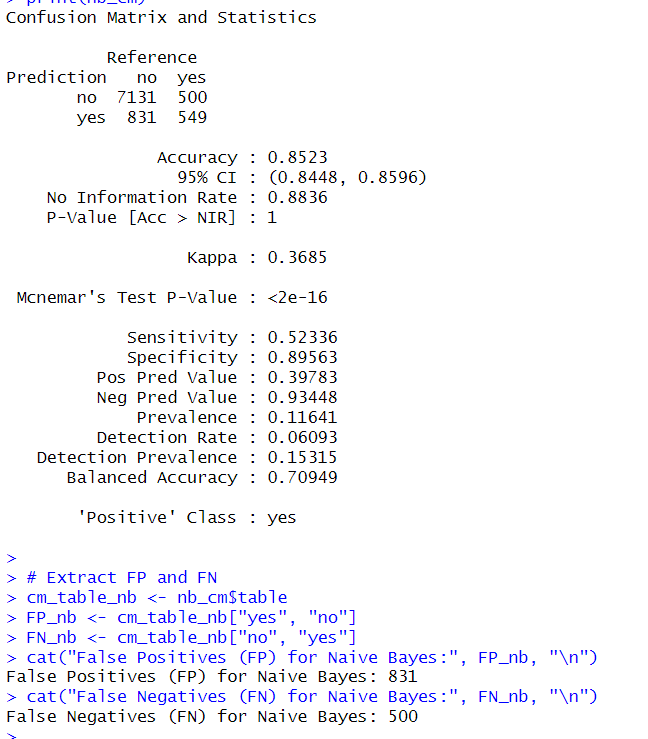 > print(nb_cm)
Confusion Matrix and Statistics

          Reference
Prediction   no  yes
       no  7131  500
       yes  831  549

               Accuracy : 0.8523
                 95% CI : (0.8448, 0.8596)
    No Information Rate : 0.8836
    P-Value [Acc > NIR] : 1

                  Kappa : 0.3685

 Mcnemar's Test P-Value : <2e-16

            Sensitivity : 0.52336
            Specificity : 0.89563
         Pos Pred Value : 0.39783
         Neg Pred Value : 0.93448
             Prevalence : 0.11641
         Detection Rate : 0.06093
   Detection Prevalence : 0.15315
      Balanced Accuracy : 0.70949

       'Positive' Class : yes

>
> # Extract FP and FN
> cm_table_nb <- nb_cm$table
> FP_nb <- cm_table_nb["yes", "no"]
> FN_nb <- cm_table_nb["no", "yes"]
> cat("False Positives (FP) for Naive Bayes:", FP_nb, "\n")
False Positives (FP) for Naive Bayes: 831
> cat("False Negatives (FN) for Naive Bayes:", FN_nb, "\n")
False Negatives (FN) for Naive Bayes: 500
>